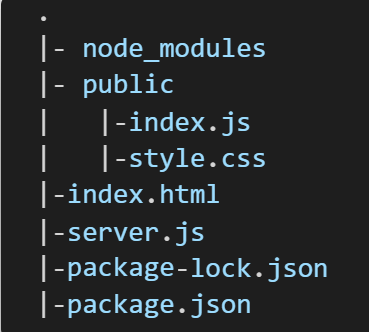 .
|- node_modules
|- public
|   |-index.js
|   |-style.css
|-index.html
|-server.js
|-package-lock.json
|-package.json